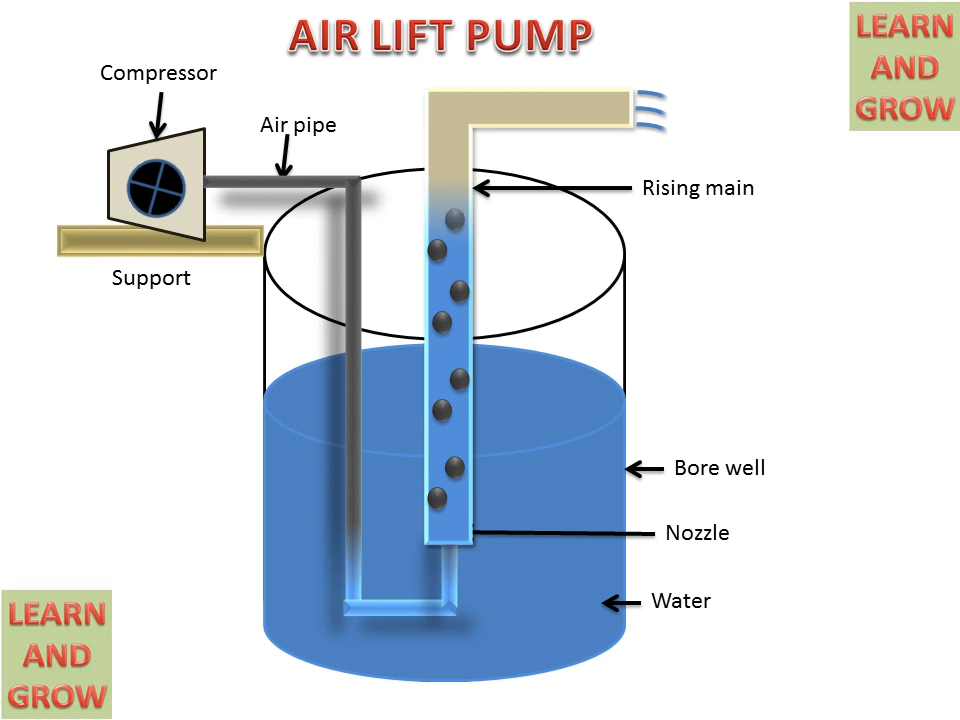 AIR LIFT PUMP
LEARN
AND
GROW
Compressor
Air pipe
Rising main
Support
Bore well
Nozzle
Water
LEARN
AND
GROW